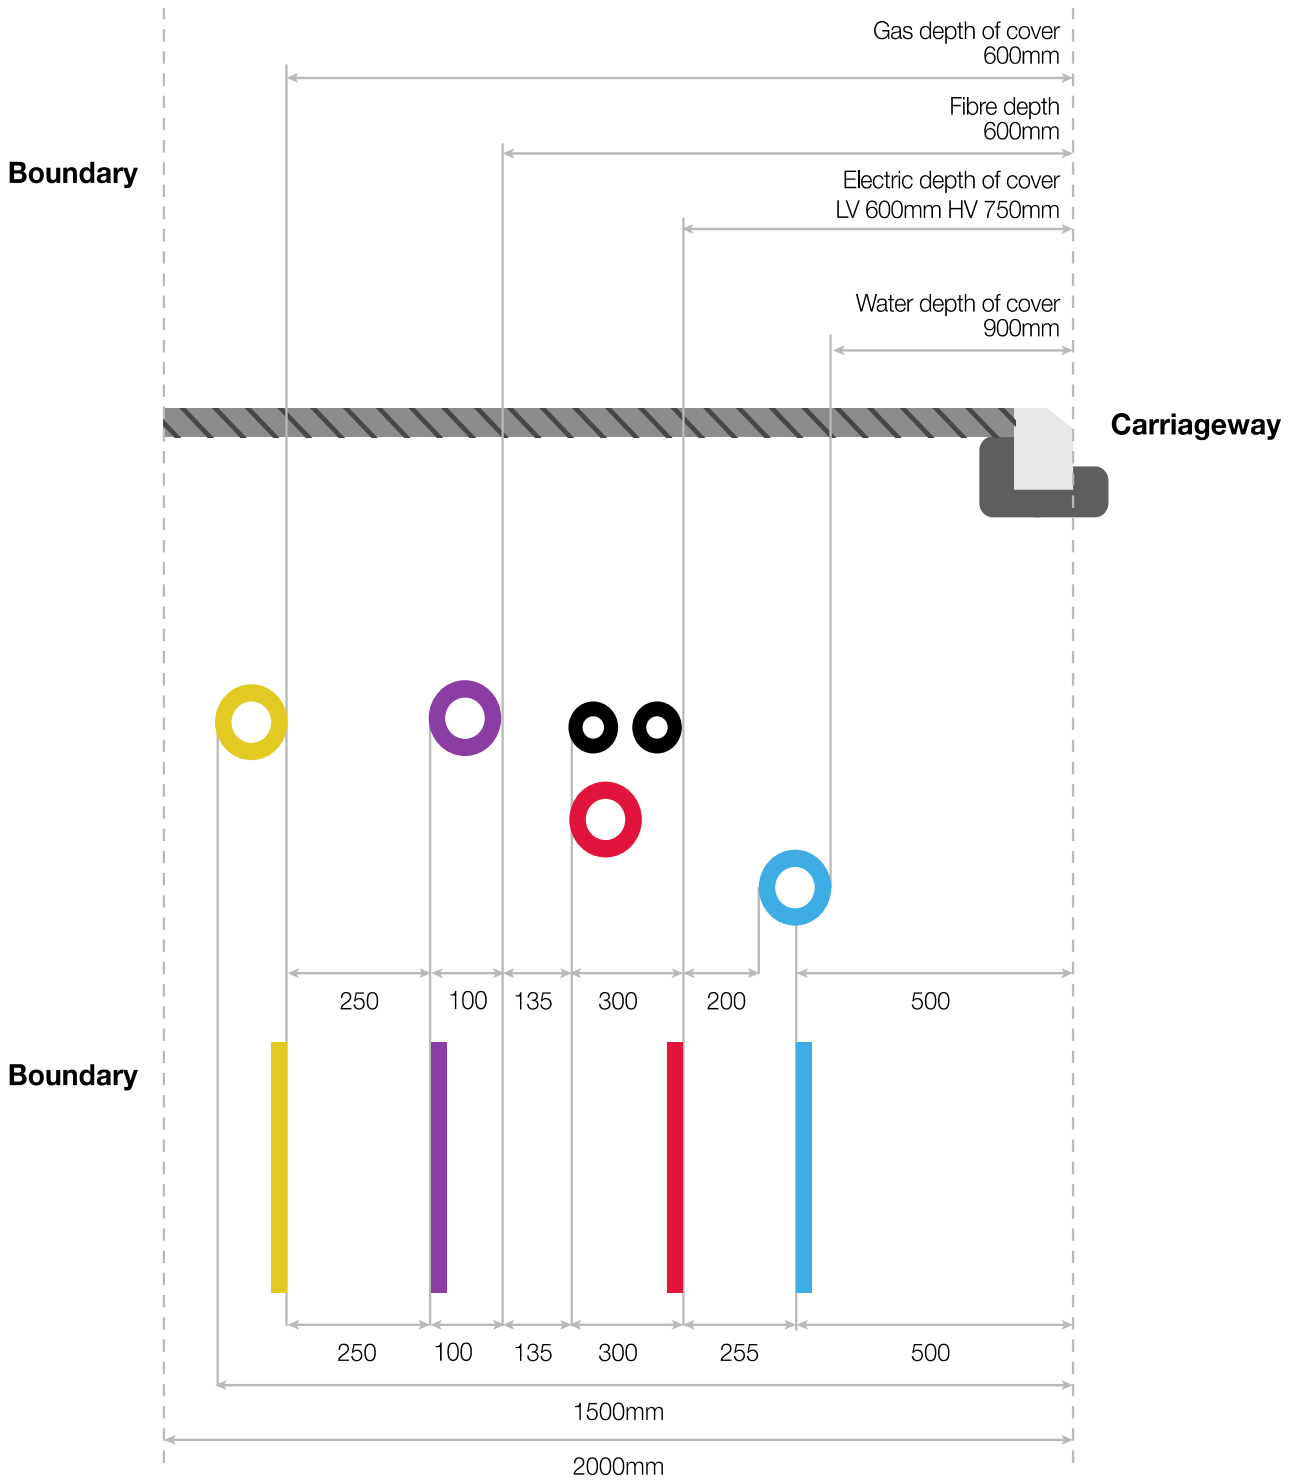 Gas depth of cover
600mm
Fibre depth
600mm
Boundary
Electric depth of cover
LV 600mm HV 750mm
Water depth of cover
900mm
Carriageway
250 100 135 300 200 500
Boundary
250 100 135 300 255 500
1500mm
2000mm